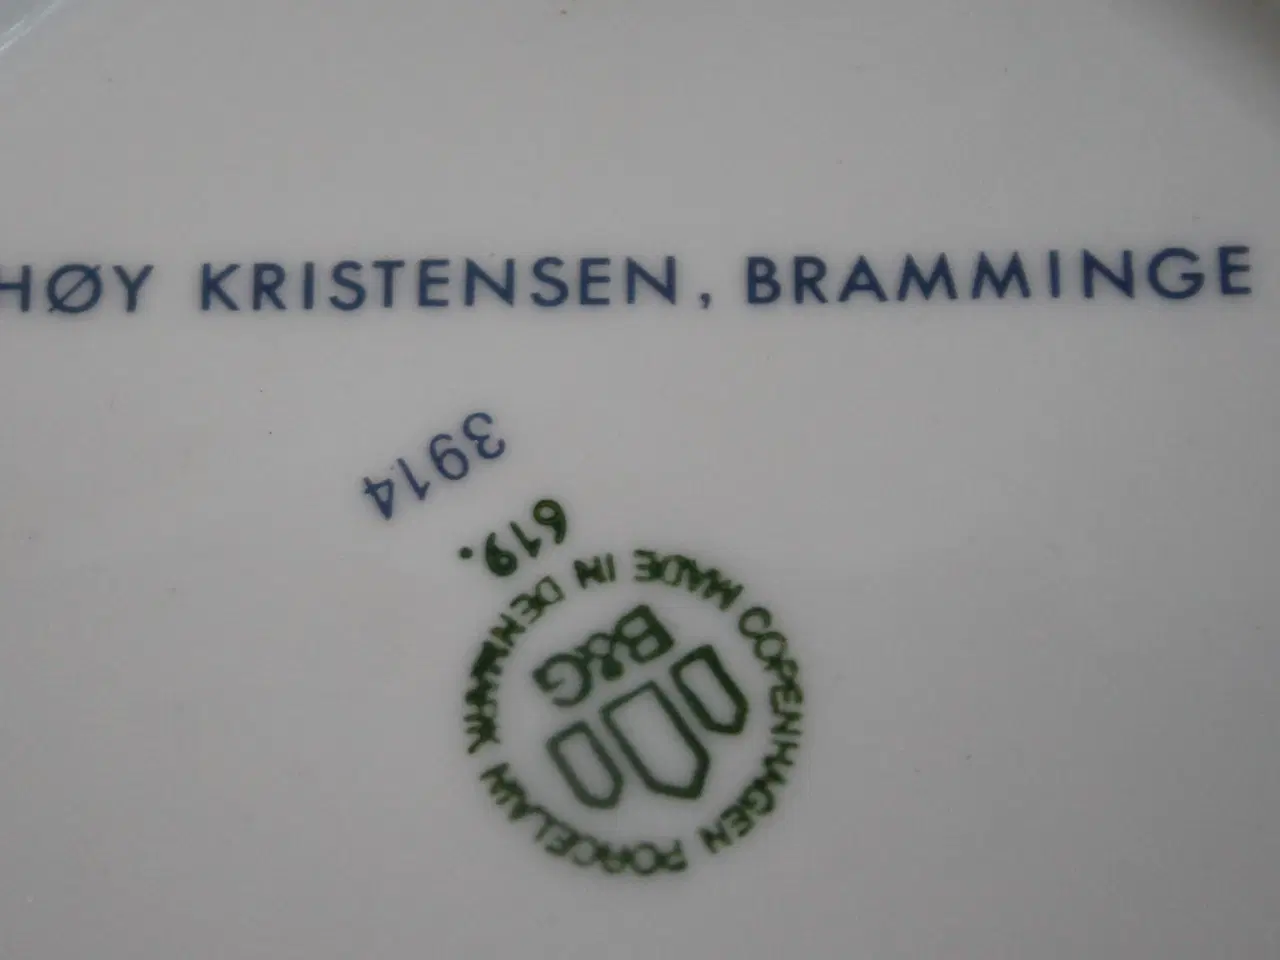 HØY KRISTENSEN, BRAMMINGE
3914
619.
B&G
COPENHAGEN PORCELAIN
MADE IN DENMARK